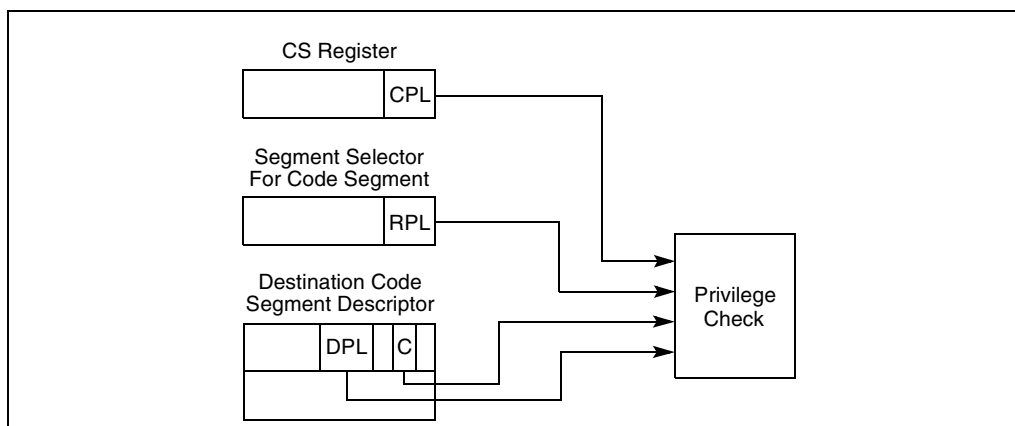 CS Register
CPL
Segment Selector
For Code Segment
RPL
Destination Code
Segment Descriptor
DPL
C
Privilege
Check